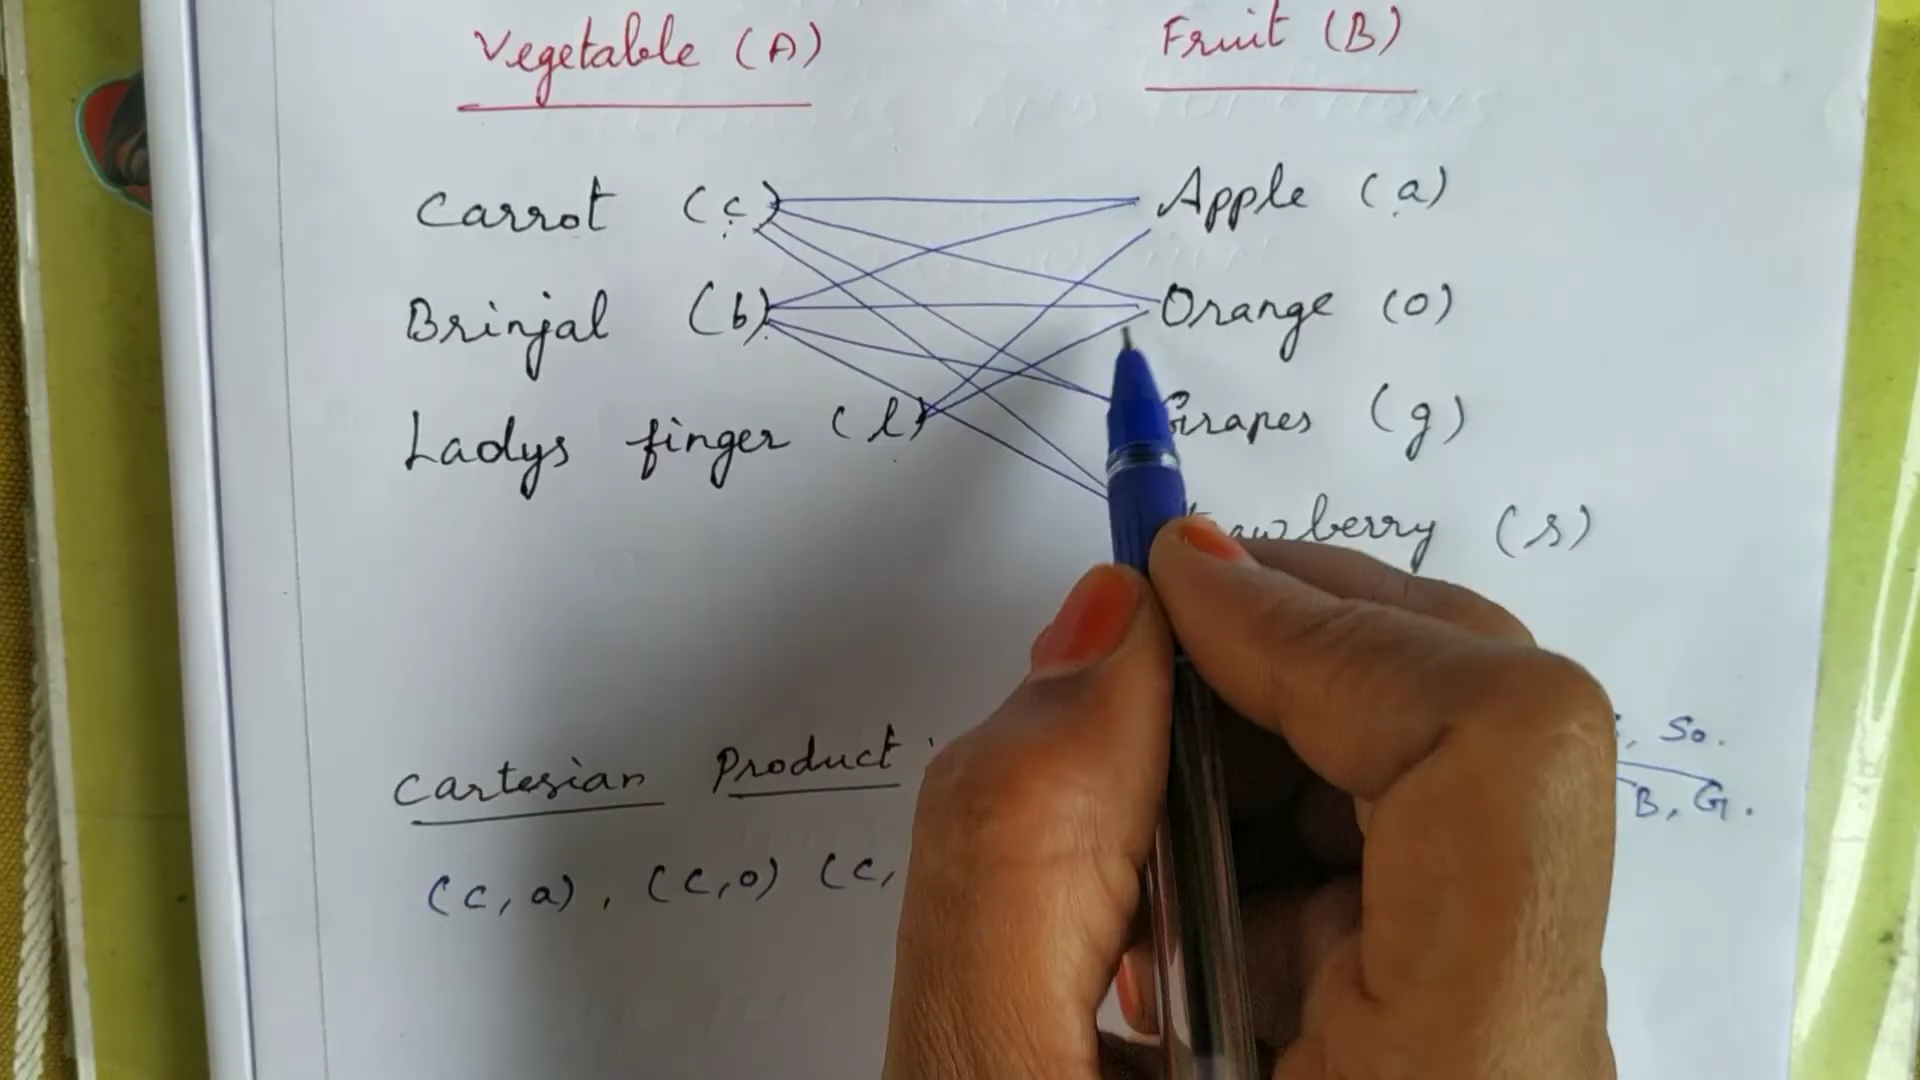 Vegetable (A) Fruit (B)
Carrot (c) Apple (a)
Brinjal (b) Orange (o)
Ladys finger (l) Grapes (g)
(s)
Cartesian Product :
, So.
B, G.
(c, a), (c,o) (c,